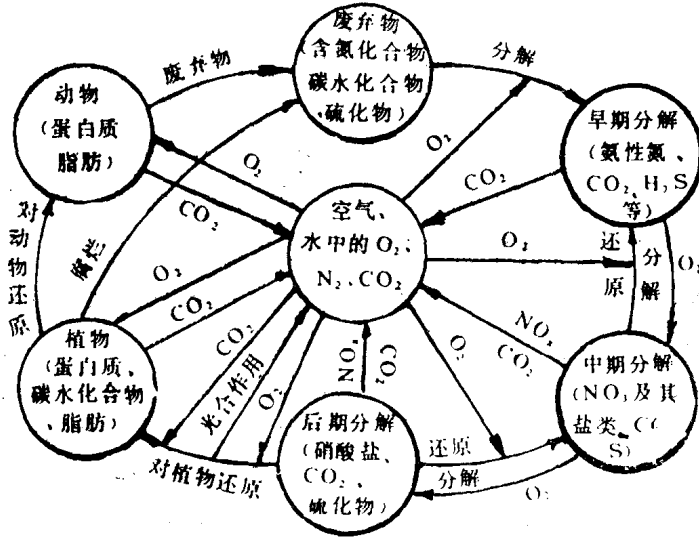 废弃物
(含氮化合物
碳水化合物
、硫化物)
废弃物
分解
动物
(蛋白质
脂肪)
早期分解
(氨性氮、
CO₂、H₂S
等)
O₂
O₂
CO₂
CO₂
空气、
水中的O₂、
N₂、CO₂
对动物还原
腐烂
O₂
CO₂
O₂
还原
分解
植物
(蛋白质、
碳水化合物
、脂肪)
CO₂
光合作用
O₂
CO₂
O₂
CO₂
中期分解
(NO₂及其
盐类、
S)
后期分解
(硝酸盐、
CO₂、
硫化物)
还原
分解
O₂
对植物还原